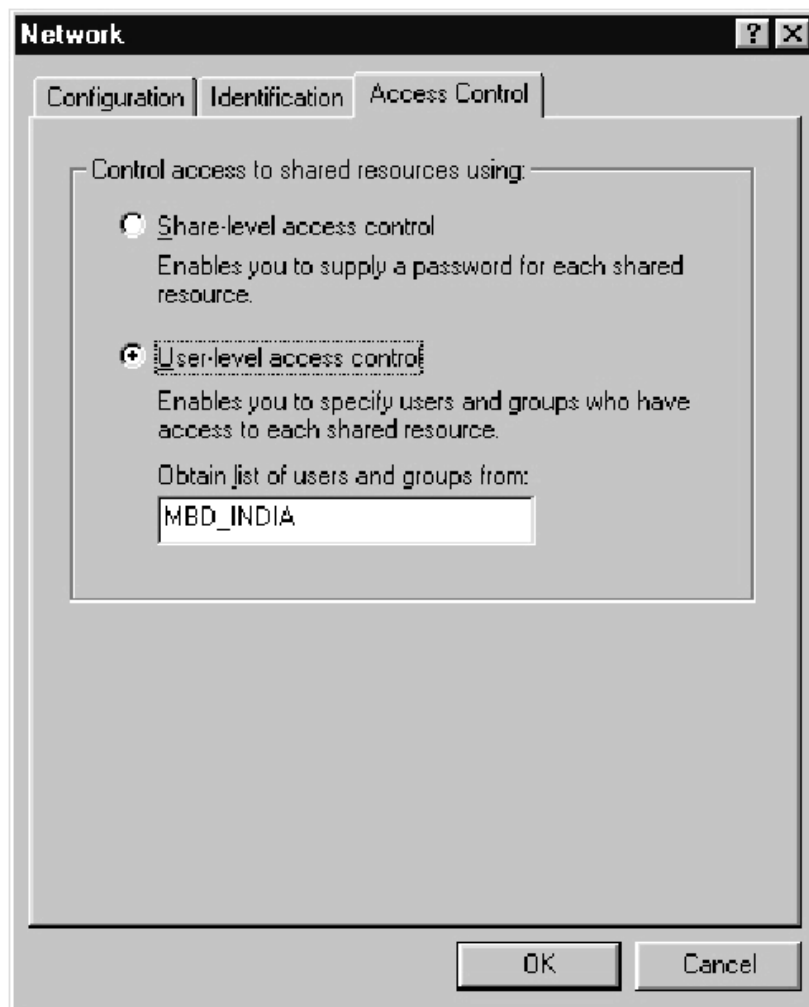 Network
Configuration Identification Access Control
Control access to shared resources using:
Share-level access control
Enables you to supply a password for each shared
resource.
User-level access control
Enables you to specify users and groups who have
access to each shared resource.
Obtain list of users and groups from:
MBD_INDIA
OK Cancel